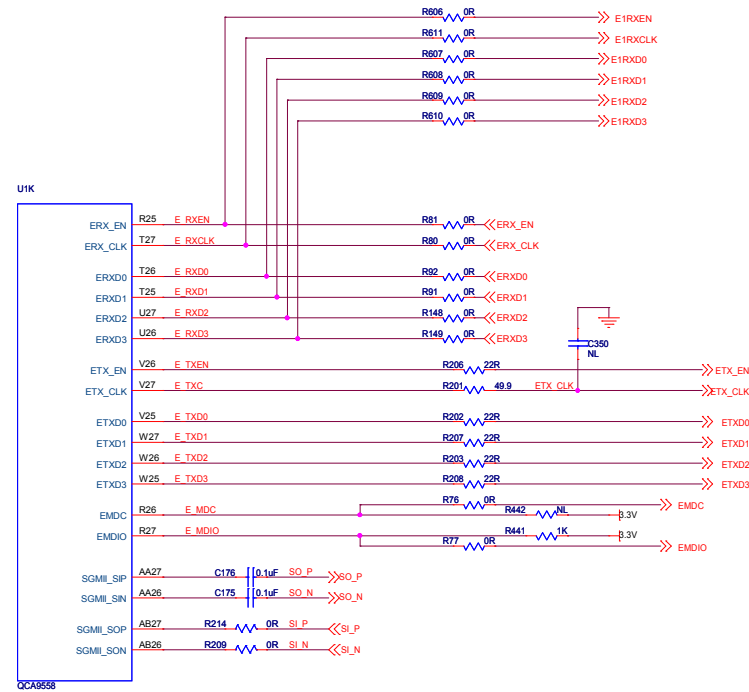 R606 0R E1RXEN
R611 0R E1RXCLK
R607 0R E1RXD0
R608 0R E1RXD1
R609 0R E1RXD2
R610 0R E1RXD3
U1K
ERX_EN R25 E_RXEN R81 0R ERX_EN
ERX_CLK T27 E_RXCLK R80 0R ERX_CLK
ERXD0 T26 E_RXD0 R92 0R ERXD0
ERXD1 T25 E_RXD1 R91 0R ERXD1
ERXD2 U27 E_RXD2 R148 0R ERXD2
ERXD3 U26 E_RXD3 R149 0R ERXD3
C350
NL
ETX_EN V26 E_TXEN R206 22R ETX_EN
ETX_CLK V27 E_TXC R201 49.9 ETX_CLK ETX_CLK
ETXD0 V25 E_TXD0 R202 22R ETXD0
ETXD1 W27 E_TXD1 R207 22R ETXD1
ETXD2 W26 E_TXD2 R203 22R ETXD2
ETXD3 W25 E_TXD3 R208 22R ETXD3
R76 0R EMDC
EMDC R26 E_MDC R442 NL 3.3V
EMDIO R27 E_MDIO R441 1K 3.3V
R77 0R EMDIO
SGMII_SIP AA27 C176 0.1uF SO_P SO_P
SGMII_SIN AA26 C175 0.1uF SO_N SO_N
SGMII_SOP AB27 R214 0R SI_P SI_P
SGMII_SON AB26 R209 0R SI_N SI_N
QCA9558